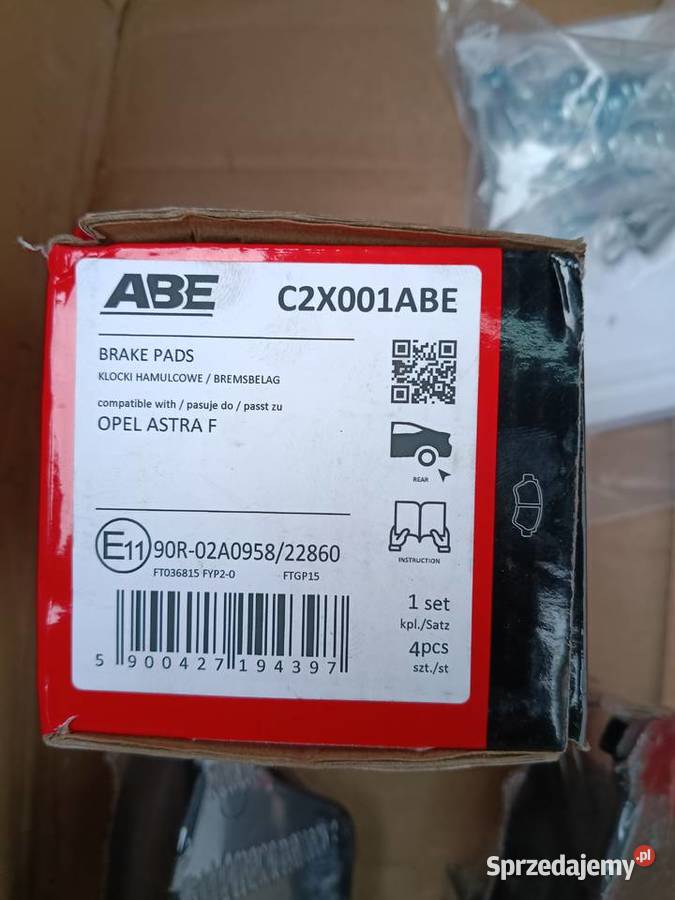 ABE
C2X001ABE
BRAKE PADS
KLOCKI HAMULCOWE / BREMSBELAG
compatible with / pasuje do / passt zu
OPEL ASTRA F
REAR
INSTRUCTION
E11 90R-02A0958/22860
FT036815 FYP2-0 FTGP15
1 set
kpl./Satz
4pcs
szt./st
5 900427 194397
Sprzedajemy.pl